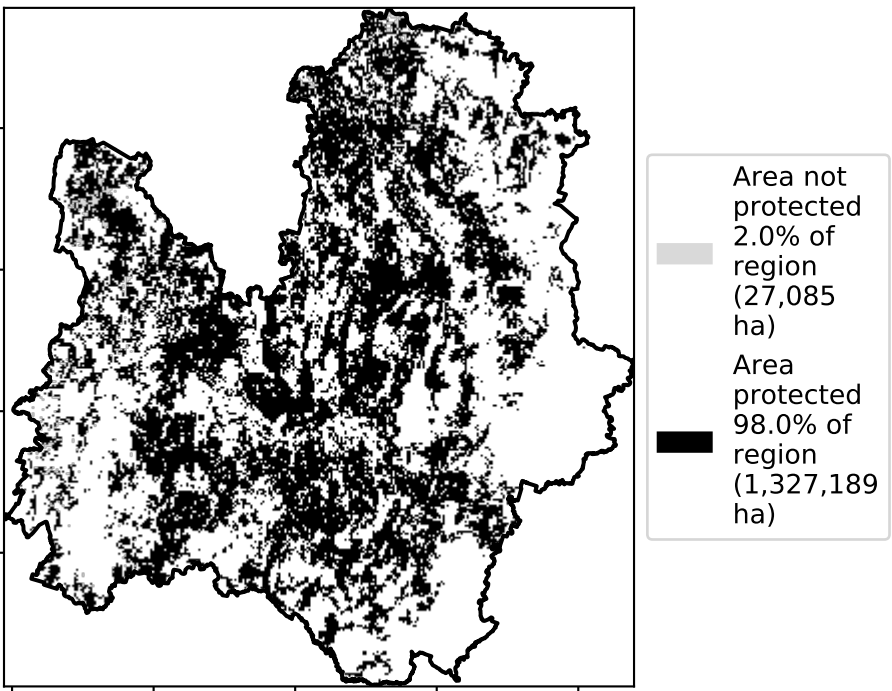 Area not
protected
2.0% of
region
(27,085
ha)
Area
protected
98.0% of
region
(1,327,189
ha)